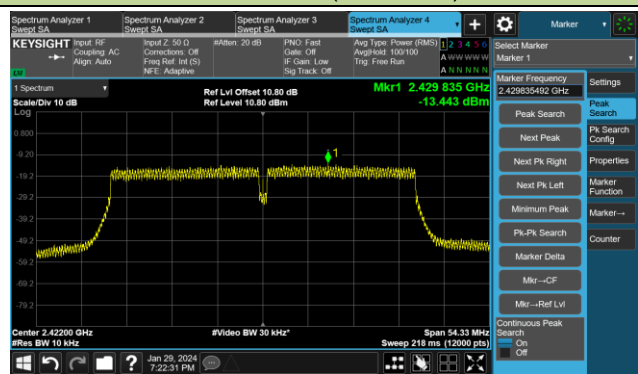 Spectrum Analyzer 1
Swept SA
Spectrum Analyzer 2
Swept SA
Spectrum Analyzer 3
Swept SA
Spectrum Analyzer 4
Swept SA
Marker
KEYSIGHT
Input: RF
Coupling: AC
Align: Auto
Input Z: 50 Ω
Corrections: Off
Freq Ref: Int (S)
NFE: Adaptive
#Atten: 20 dB
PNO: Fast
Gate: Off
IF Gain: Low
Sig Track: Off
Avg Type: Power (RMS)
Avg|Hold: 100/100
Trig: Free Run
1 2 3 4 5 6
A W W W W W
A N N N N N
Select Marker
Marker 1
1 Spectrum
Scale/Div 10 dB
Ref Lvl Offset 10.80 dB
Ref Level 10.80 dBm
Mkr1 2.429 835 GHz
-13.443 dBm
Log
0.800
-9.20
-19.2
-29.2
-39.2
-49.2
-59.2
-69.2
-79.2
1
Center 2.42200 GHz
#Res BW 10 kHz
#Video BW 30 kHz*
Span 54.33 MHz
Sweep 218 ms (12000 pts)
Marker Frequency
2.429835492 GHz
Peak Search
Next Peak
Next Pk Right
Next Pk Left
Minimum Peak
Pk-Pk Search
Marker Delta
Mkr→CF
Mkr→Ref Lvl
Continuous Peak
Search
On
Off
Settings
Peak
Search
Pk Search
Config
Properties
Marker
Function
Marker→
Counter
Jan 29, 2024
7:22:31 PM